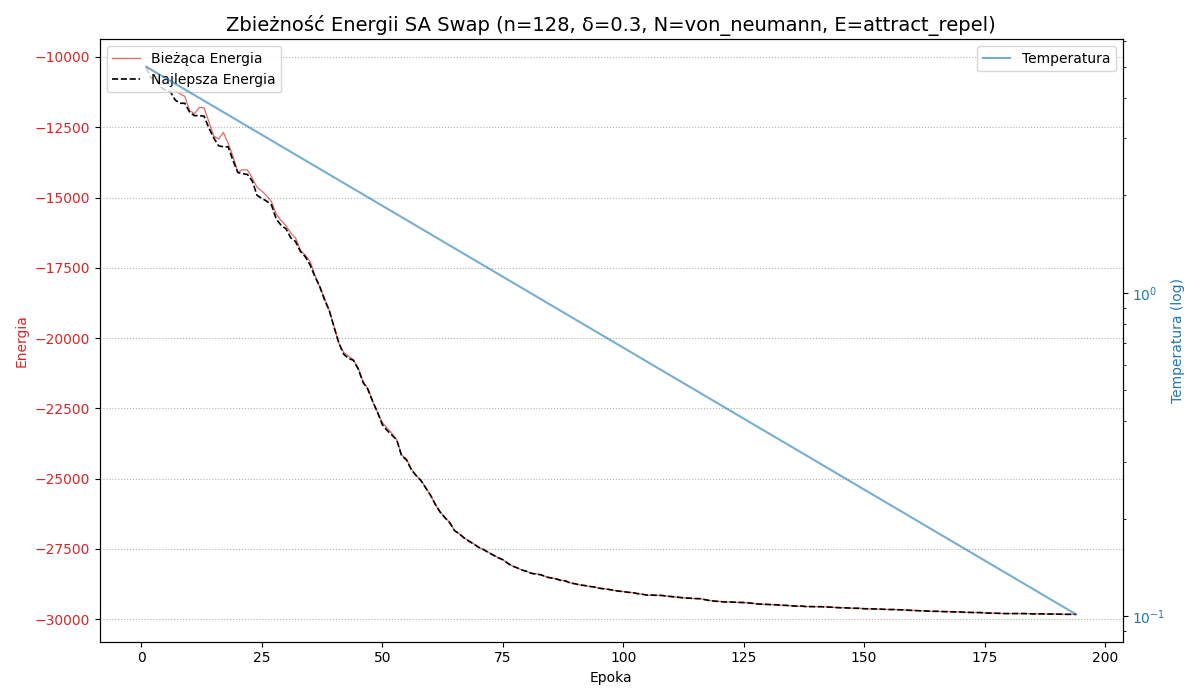 Zbieżność Energii SA Swap (n=128, δ=0.3, N=von_neumann, E=attract_repel)
Bieżąca Energia
Najlepsza Energia
Temperatura
−10000
−12500
−15000
−17500
−20000
−22500
−25000
−27500
−30000
Energia
10⁰
10⁻¹
Temperatura (log)
0 25 50 75 100 125 150 175 200
Epoka